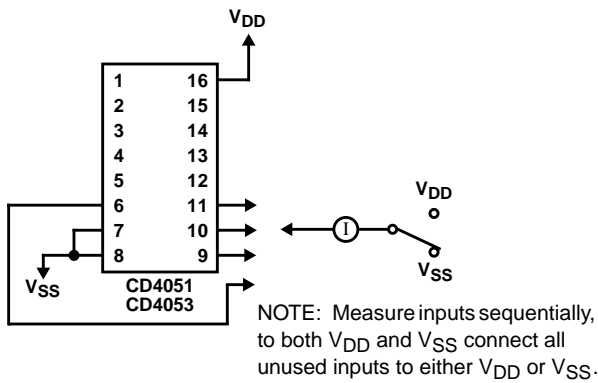 VDD
1 16
2 15
3 14
4 13
5 12
6 11
7 10
8 9
VSS
CD4051
CD4053
I
VDD
VSS
NOTE: Measure inputs sequentially,
to both VDD and VSS connect all
unused inputs to either VDD or VSS.